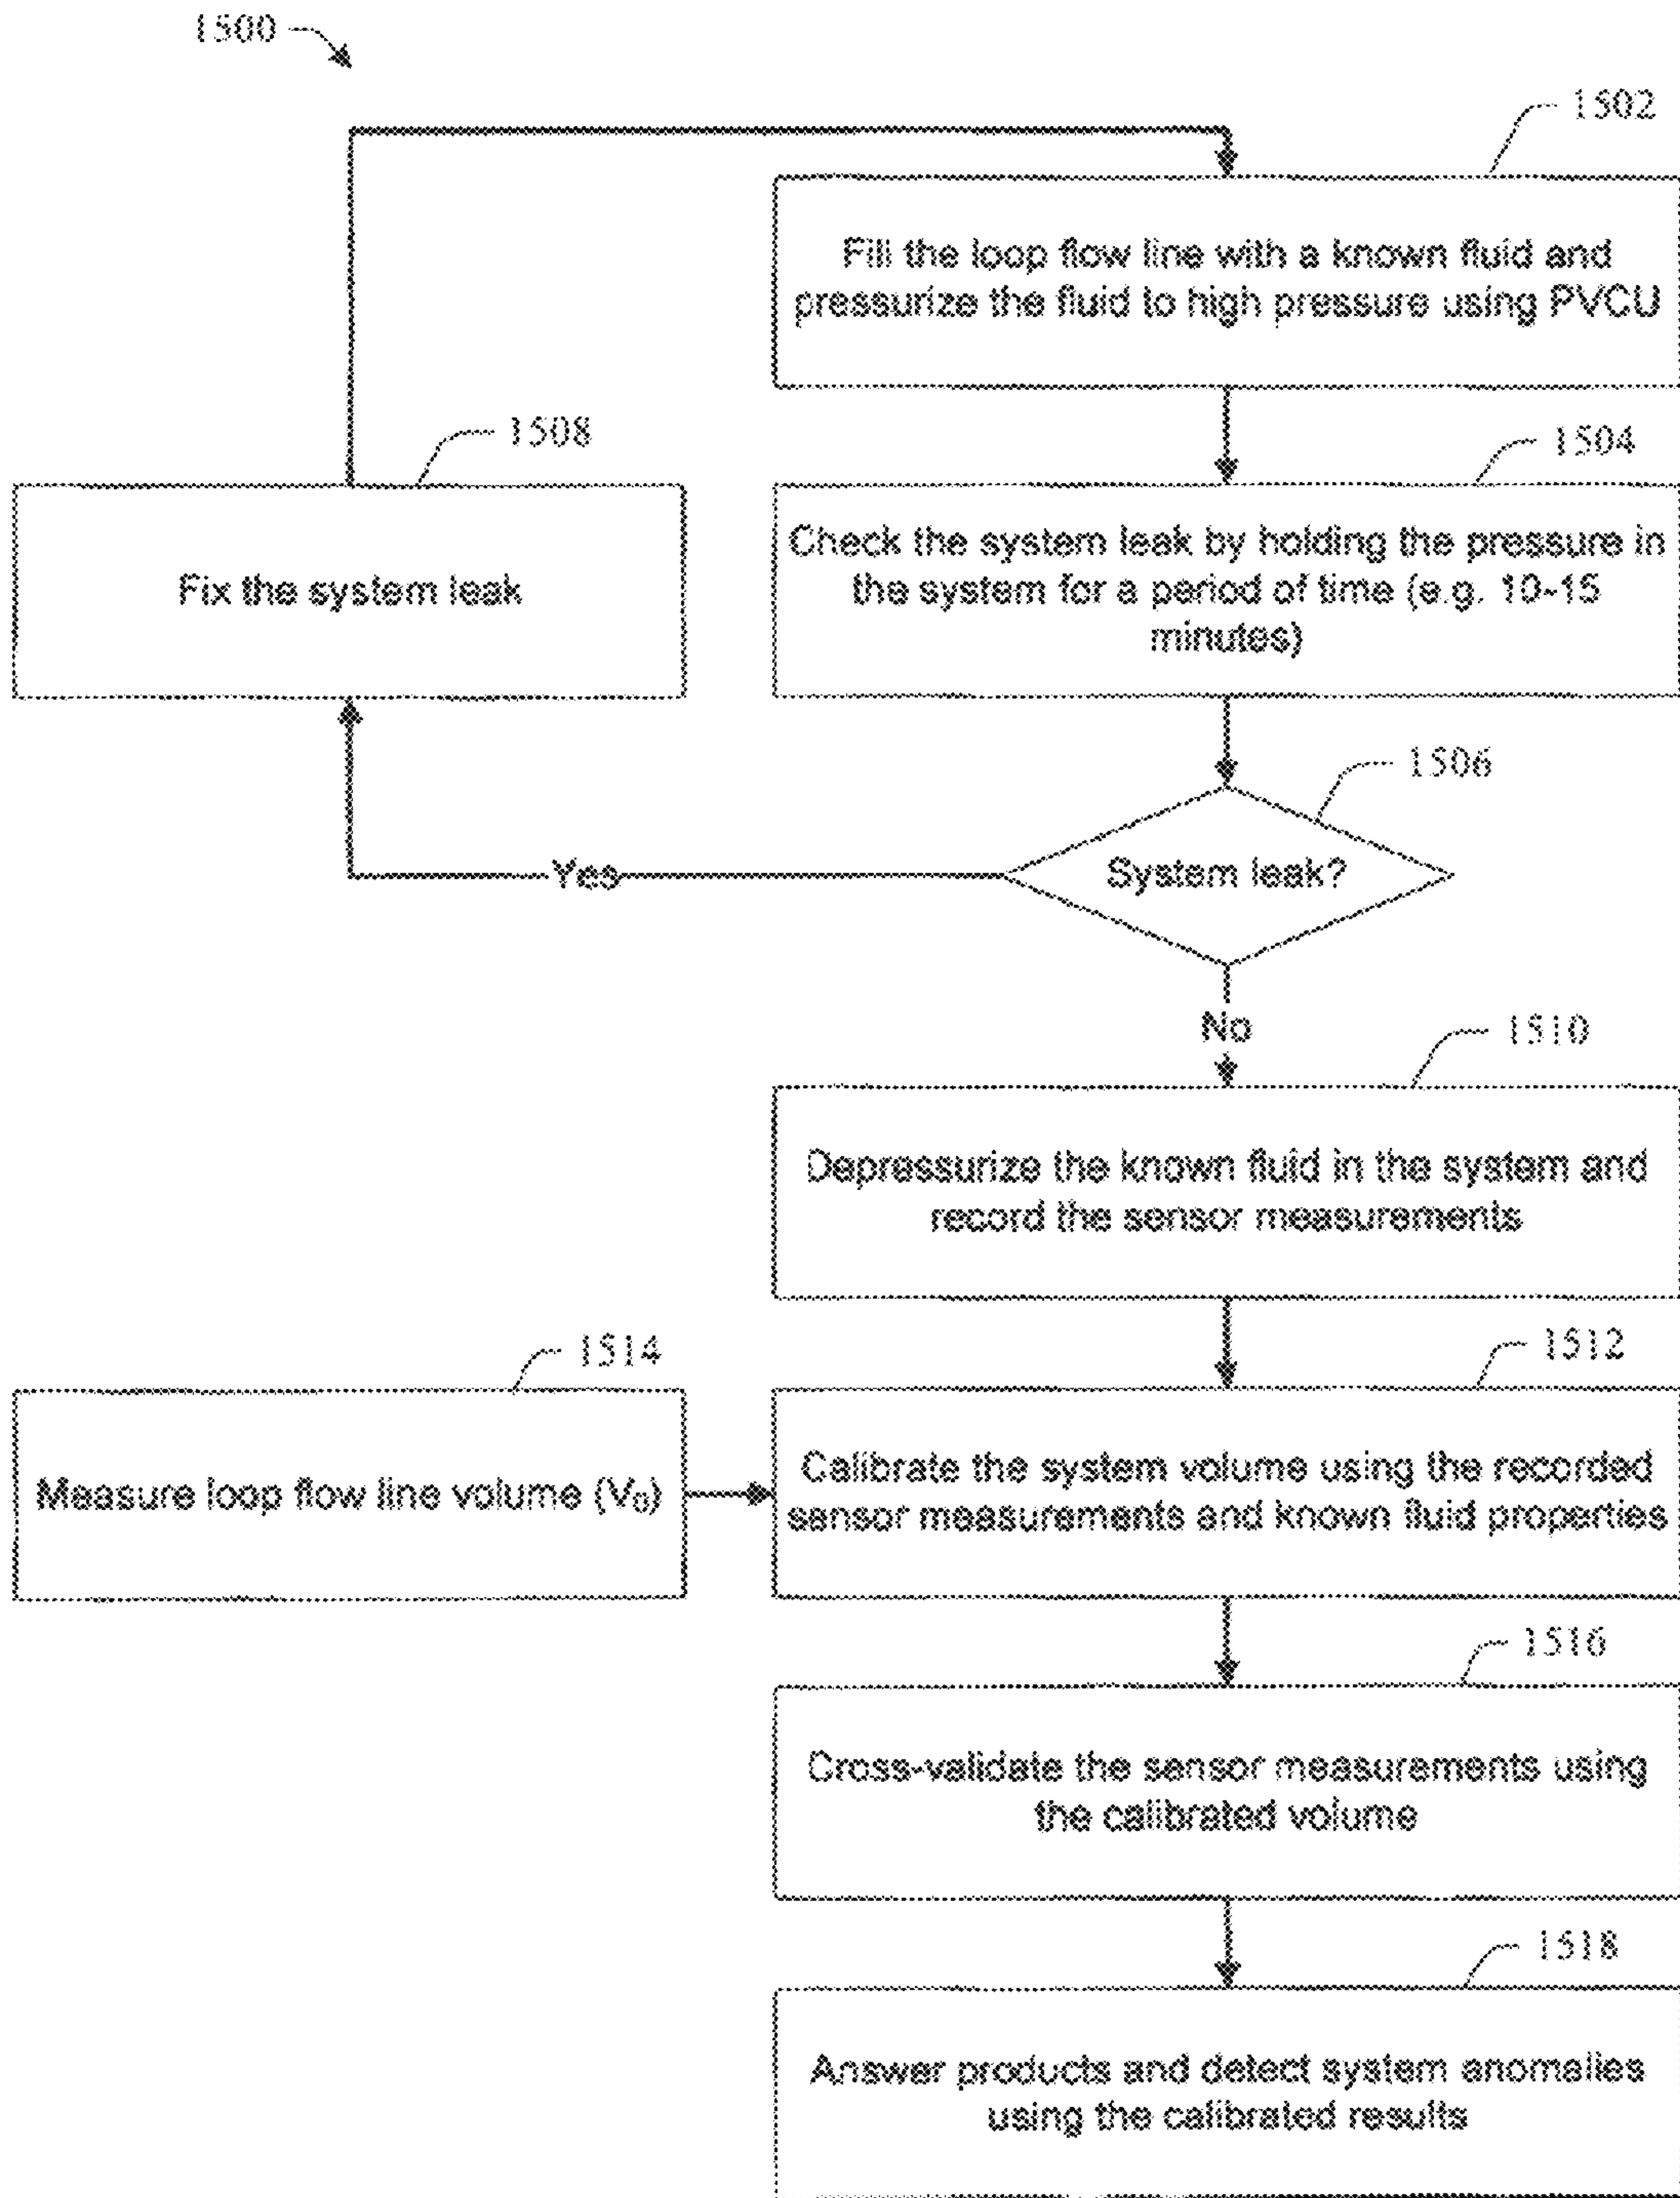 1500
1502
Fill the loop flow line with a known fluid and
pressurize the fluid to high pressure using PVCU
1508
1504
Fix the system leak
Check the system leak by holding the pressure in
the system for a period of time (e.g. 10-15
minutes)
1506
System leak?
Yes
No
1510
Depressurize the known fluid in the system and
record the sensor measurements
1514
1512
Measure loop flow line volume (V₀)
Calibrate the system volume using the recorded
sensor measurements and known fluid properties
1516
Cross-validate the sensor measurements using
the calibrated volume
1518
Answer products and detect system anomalies
using the calibrated results